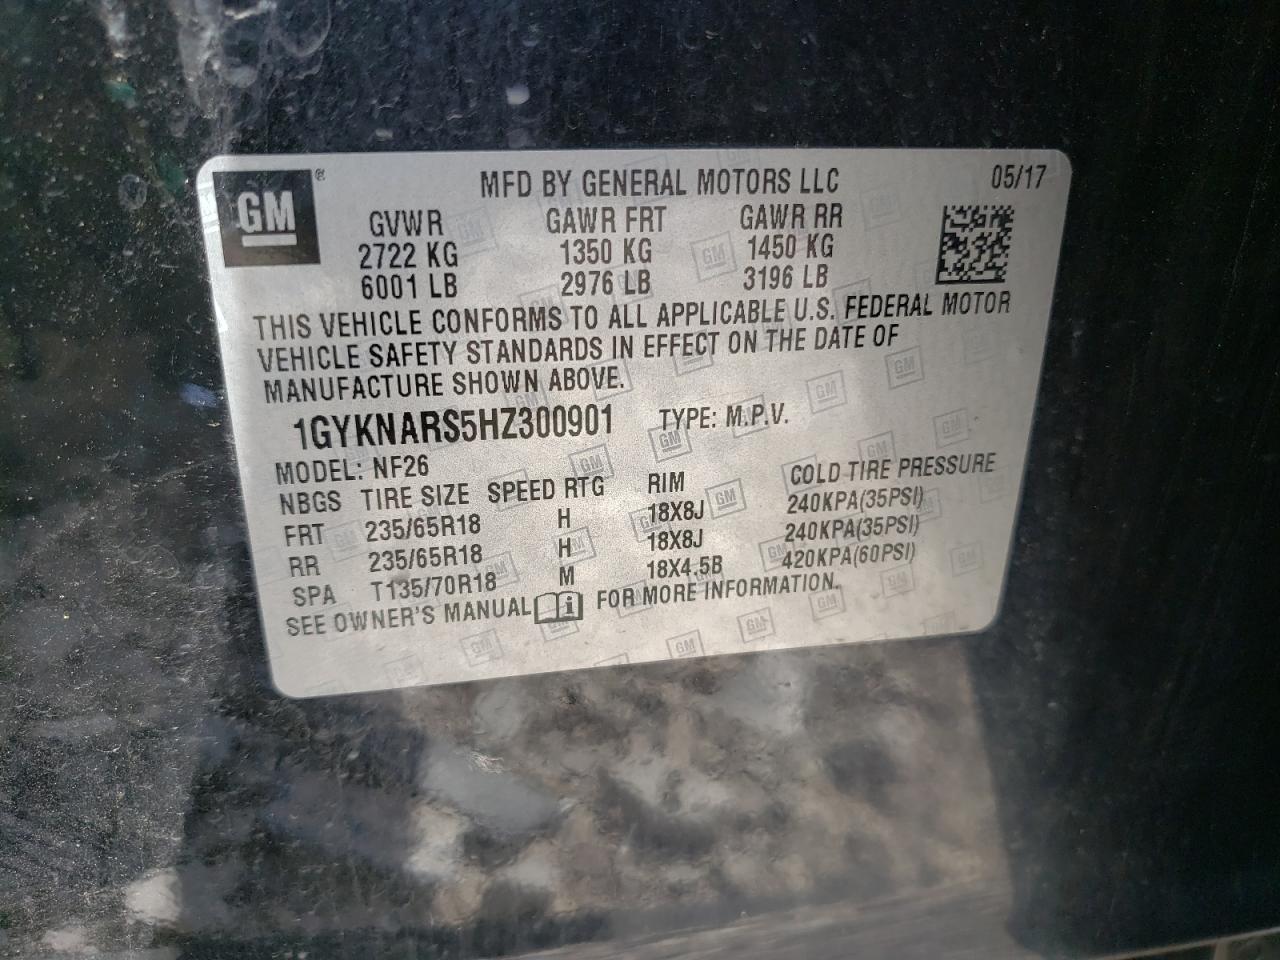 GM® MFD BY GENERAL MOTORS LLC 05/17
GVWR GAWR FRT GAWR RR
2722 KG 1350 KG 1450 KG
6001 LB 2976 LB 3196 LB
THIS VEHICLE CONFORMS TO ALL APPLICABLE U.S. FEDERAL MOTOR
VEHICLE SAFETY STANDARDS IN EFFECT ON THE DATE OF
MANUFACTURE SHOWN ABOVE.
1GYKNARS5HZ300901 TYPE: M.P.V.
MODEL: NF26
NBGS TIRE SIZE SPEED RTG RIM COLD TIRE PRESSURE
FRT 235/65R18 H 18X8J 240KPA(35PSI)
RR 235/65R18 H 18X8J 240KPA(35PSI)
SPA T135/70R18 M 18X4.5B 420KPA(60PSI)
SEE OWNER'S MANUAL FOR MORE INFORMATION.